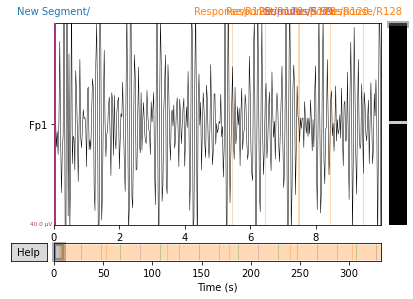 New Segment/
Response/R128
Fp1
40.0 µV
0 2 4 6 8
Help
0 50 100 150 200 250 300
Time (s)